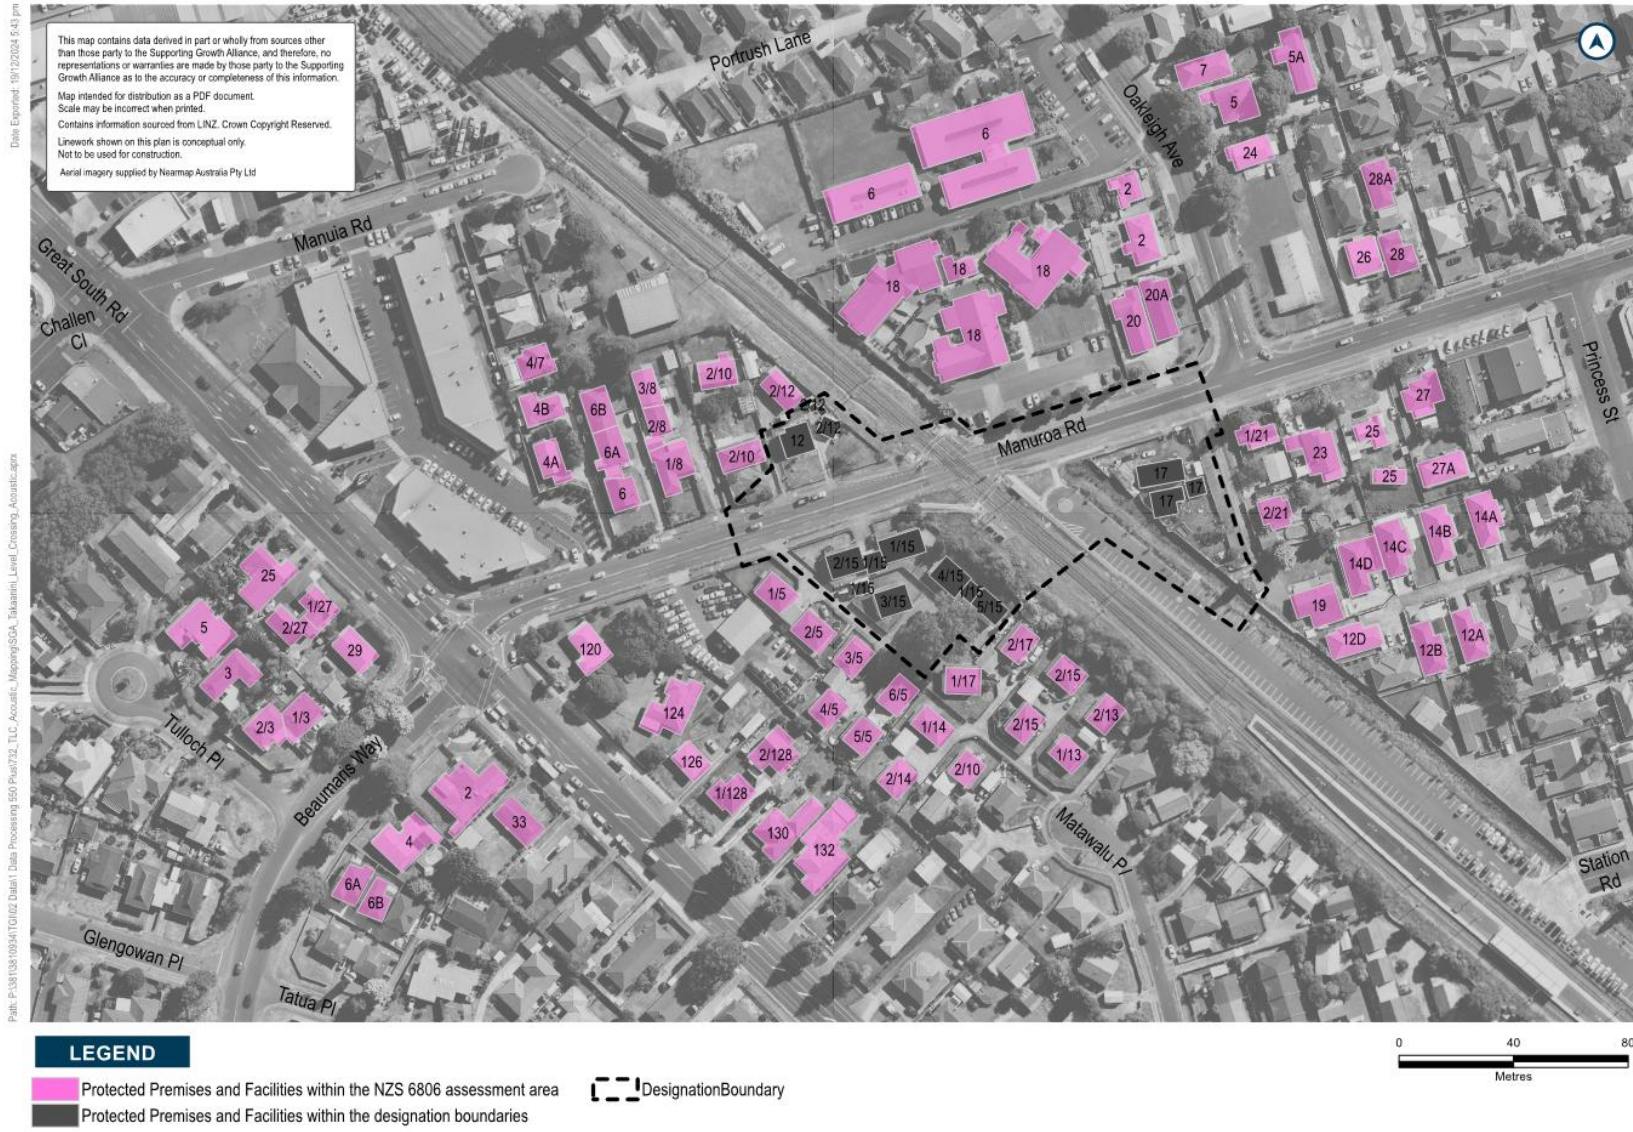 Date Exported: 19/12/2024 5:43 pm
This map contains data derived in part or wholly from sources other
than those party to the Supporting Growth Alliance, and therefore, no
representations or warranties are made by those party to the Supporting
Growth Alliance as to the accuracy or completeness of this information.
Map intended for distribution as a PDF document.
Scale may be incorrect when printed.
Contains information sourced from LINZ. Crown Copyright Reserved.
Linework shown on this plan is conceptual only.
Not to be used for construction.
Aerial imagery supplied by Nearmap Australia Pty Ltd
Portrush Lane
Oakleigh Ave
7
5A
5
24
6
6
2
2
28A
26
28
Manuia Rd
Great South Rd
Challen
Cl
18
18
18
18
20A
20
Princess St
4/7
4B
4A
6B
6A
6
3/8
2/8
1/8
2/10
2/10
2/12
12
2/12
Manuroa Rd
27
1/21
23
25
25
27A
2/21
17
17
17
14A
14B
14C
14D
19
12D
12B
12A
2/15
1/15
1/15
3/15
4/15
5/15
25
1/27
2/27
29
5
3
2/3
1/3
Tulloch Pl
120
124
126
1/128
2/128
130
132
1/5
2/5
3/5
4/5
5/5
6/5
1/17
2/17
1/14
2/14
2/10
2/15
2/15
1/13
2/13
Matawalu Pl
Beaumans Way
2
33
4
6A
6B
Glengowan Pl
Tatua Pl
Station
Rd
LEGEND
Protected Premises and Facilities within the NZS 6806 assessment area
Protected Premises and Facilities within the designation boundaries
DesignationBoundary
0 40 80
Metres